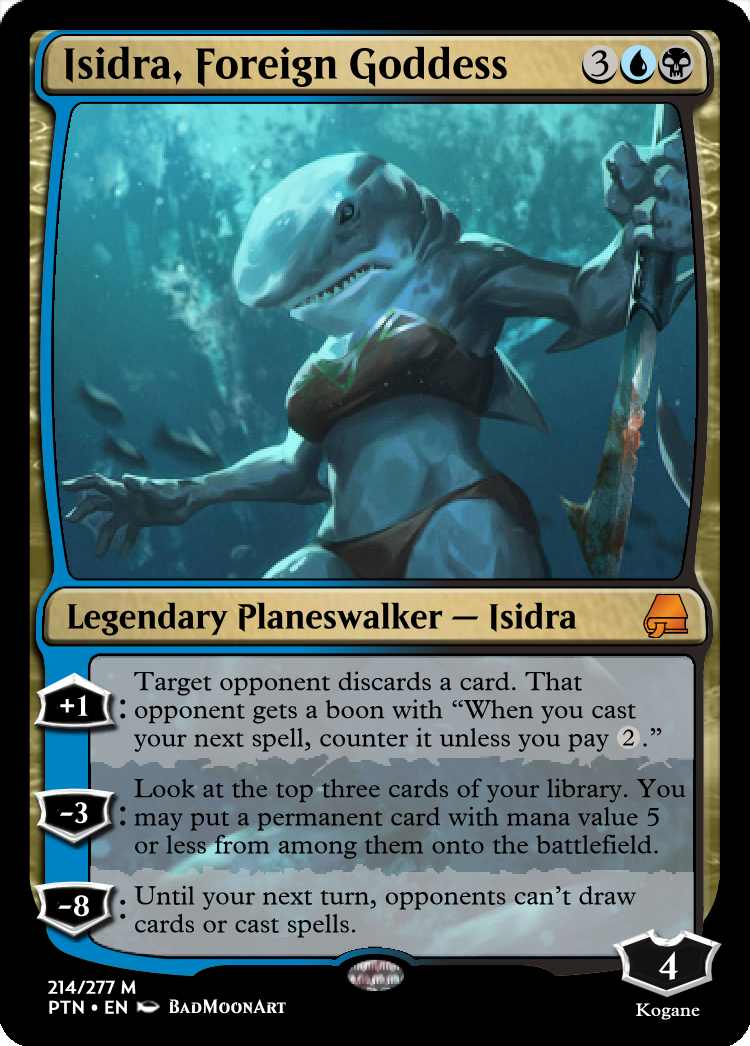 Isidra, Foreign Goddess 3
Legendary Planeswalker — Isidra
+1: Target opponent discards a card. That
opponent gets a boon with “When you cast
your next spell, counter it unless you pay 2.”
-3: Look at the top three cards of your library. You
may put a permanent card with mana value 5
or less from among them onto the battlefield.
-8: Until your next turn, opponents can’t draw
cards or cast spells.
4
214/277 M
PTN • EN BadMoonArt
Kogane